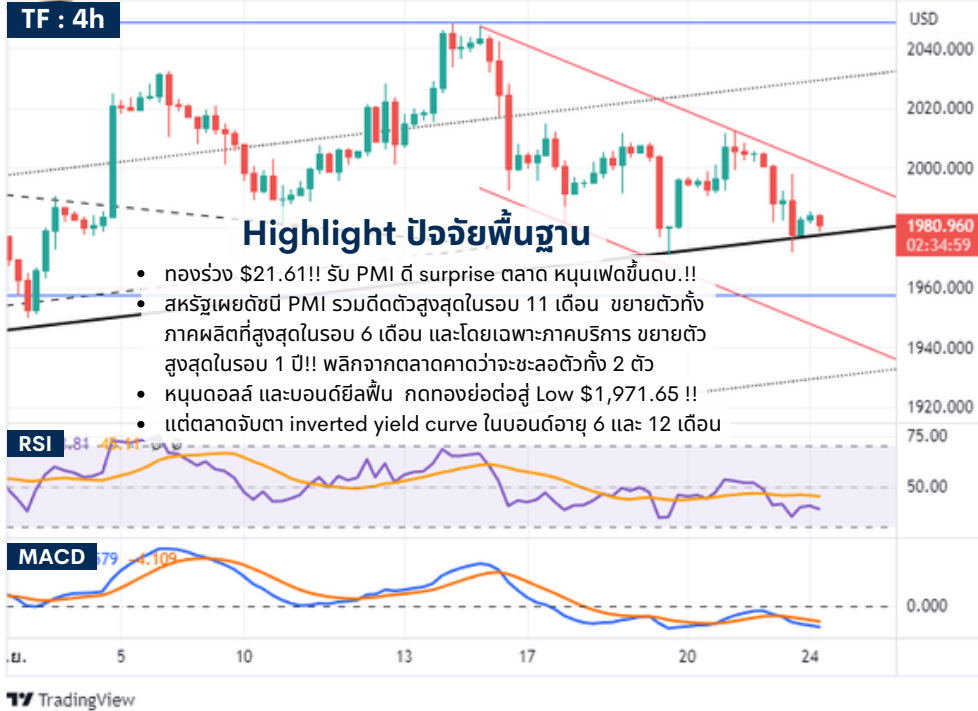 TF : 4h
USD
2040.000
2020.000
2000.000
1980.960
02:34:59
1960.000
1940.000
1920.000
Highlight ปัจจัยพื้นฐาน
• ทองร่วง $21.61!! รับ PMI ดี surprise ตลาด หนุนเฟดขึ้นดบ.!!
• สหรัฐเผยดัชนี PMI รวมดีดตัวสูงสุดในรอบ 11 เดือน ขยายตัวทั้ง
ภาคผลิตที่สูงสุดในรอบ 6 เดือน และโดยเฉพาะภาคบริการ ขยายตัว
สูงสุดในรอบ 1 ปี!! พลิกจากตลาดคาดว่าจะชะลอตัวทั้ง 2 ตัว
• หนุนดอลล์ และบอนด์ยีลฟื้น กดทองย่อต่อสู่ Low $1,971.65 !!
• แต่ตลาดจับตา inverted yield curve ในบอนด์อายุ 6 และ 12 เดือน
RSI
75.00
50.00
MACD
-4.109
0.000
.ย.
5
10
13
17
20
24
TradingView